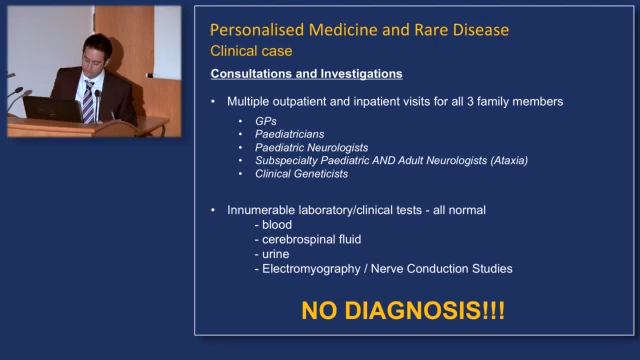 Personalised Medicine and Rare Disease
Clinical case
Consultations and Investigations
• Multiple outpatient and inpatient visits for all 3 family members
• GPs
• Paediatricians
• Paediatric Neurologists
• Subspecialty Paediatric AND Adult Neurologists (Ataxia)
• Clinical Geneticists
• Innumerable laboratory/clinical tests - all normal
- blood
- cerebrospinal fluid
- urine
- Electromyography / Nerve Conduction Studies
NO DIAGNOSIS!!!